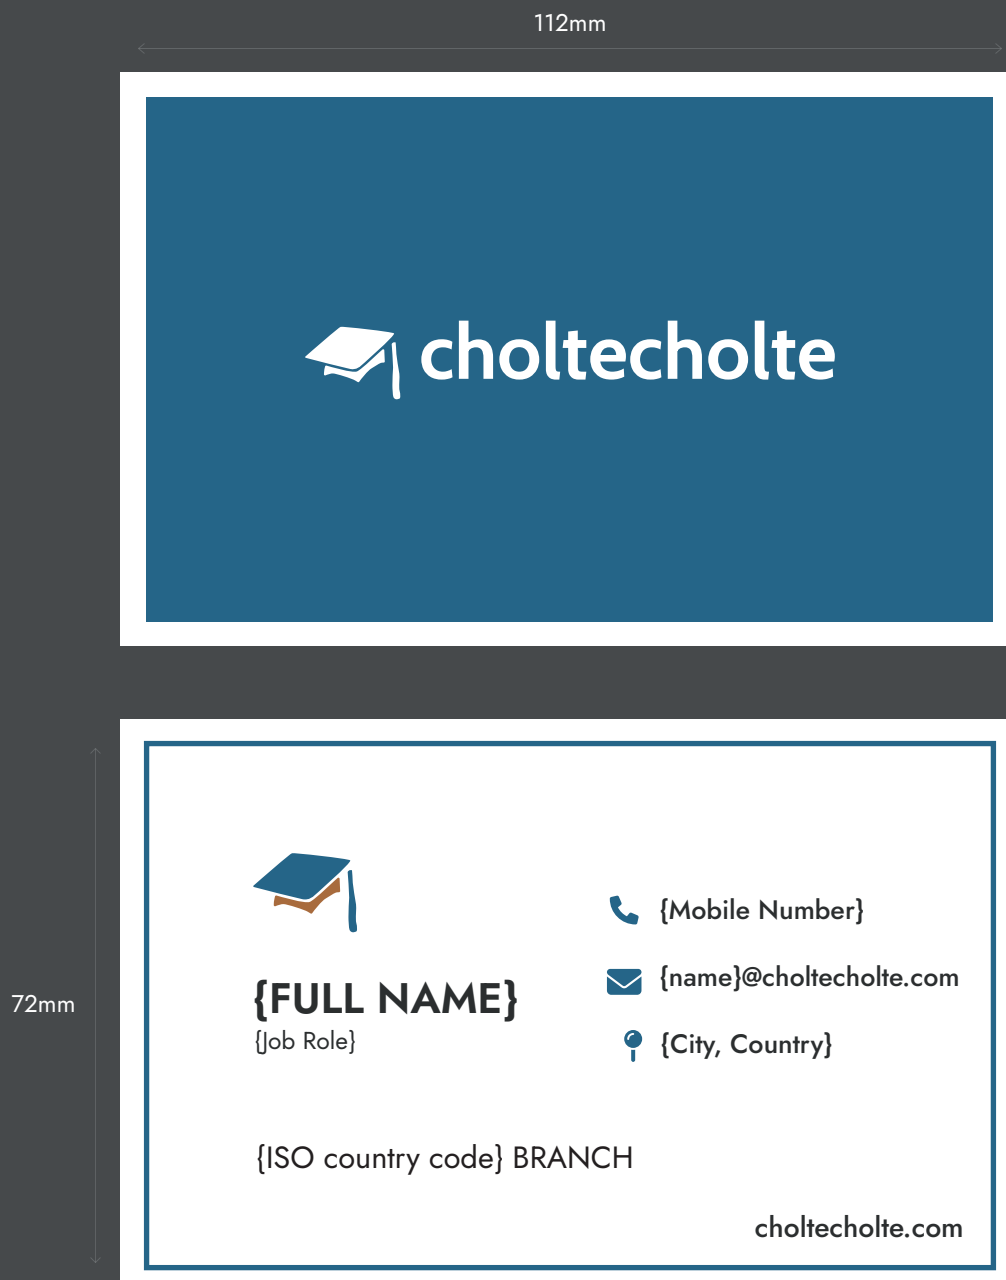 112mm
choltecholte
72mm
{FULL NAME}
{Job Role}
{Mobile Number}
{name}@choltecholte.com
{City, Country}
{ISO country code} BRANCH
choltecholte.com